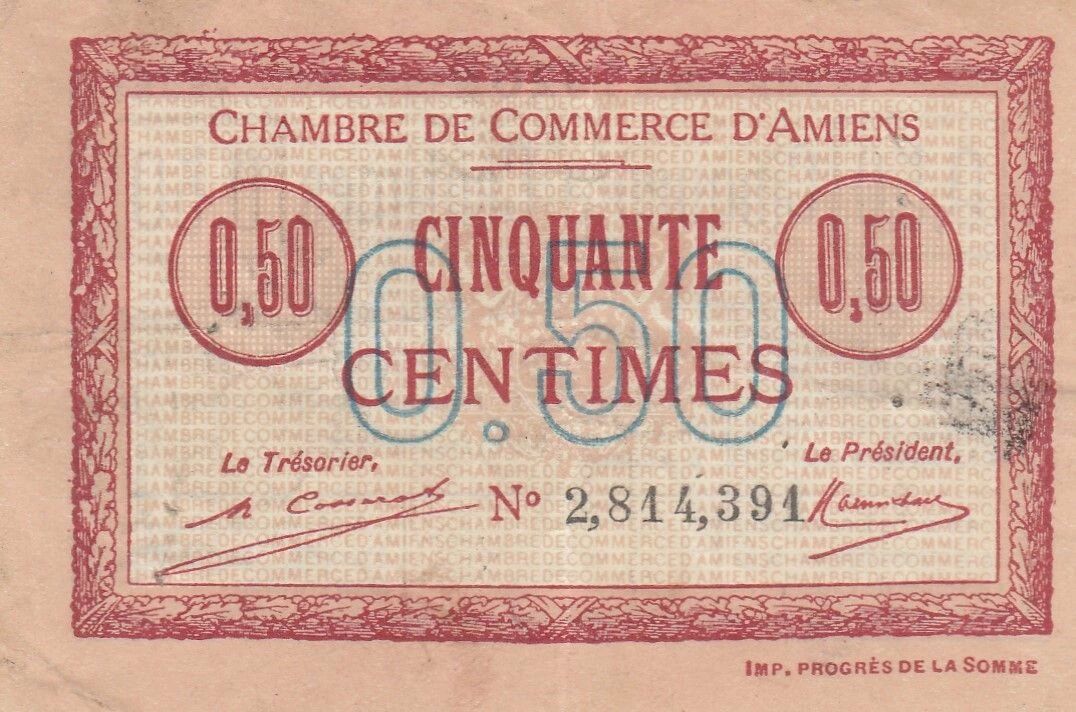 CHAMBRE DE COMMERCE D'AMIENS
0,50 CINQUANTE 0,50
0.50
CENTIMES
Le Trésorier, Le Président,
Nº 2,814,391
IMP. PROGRÈS DE LA SOMME